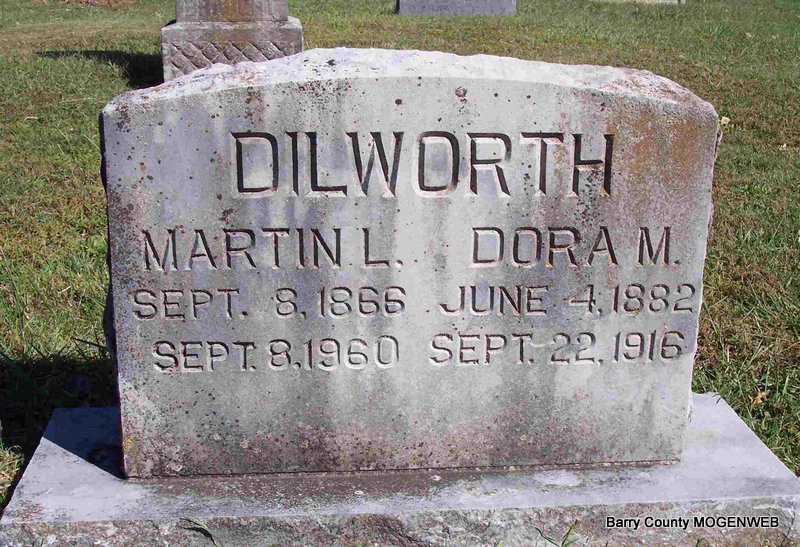 DILWORTH
MARTIN L. DORA M.
SEPT. 8, 1866 JUNE 4, 1882
SEPT. 8, 1960 SEPT. 22, 1916
Barry County MOGENWEB